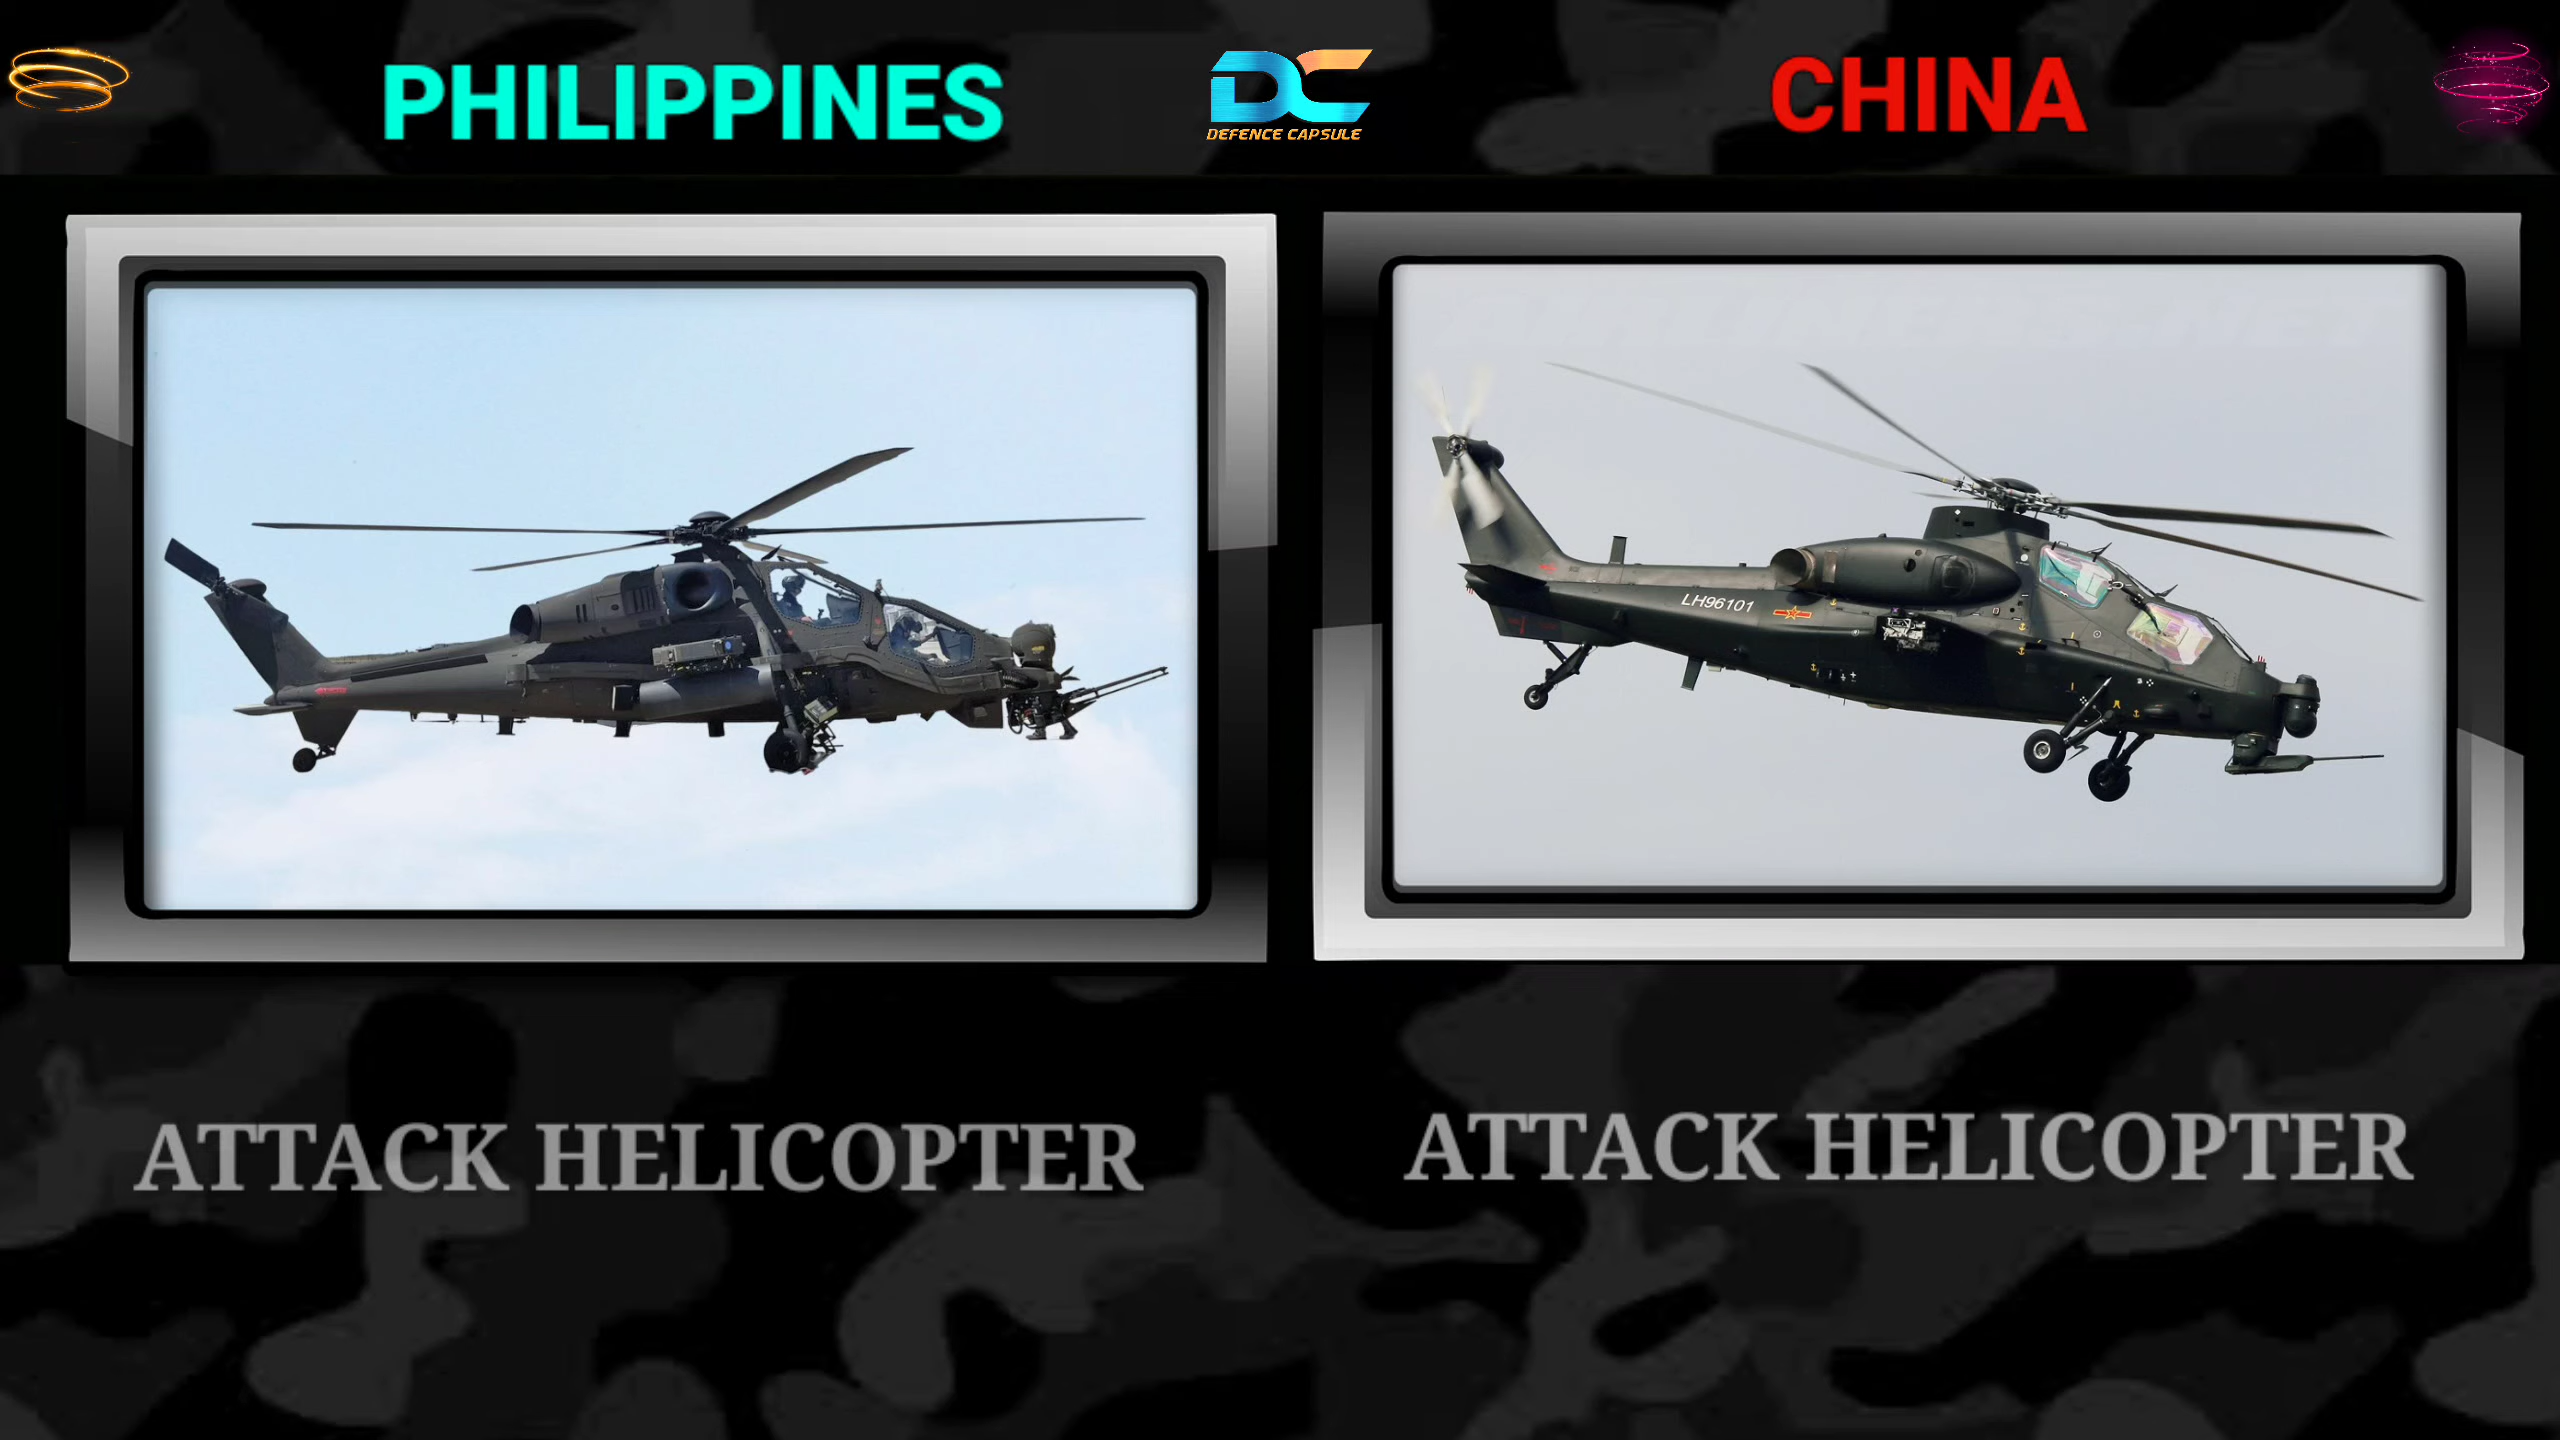 PHILIPPINES
DC
DEFENCE CAPSULE
CHINA
LH96101
ATTACK HELICOPTER
ATTACK HELICOPTER